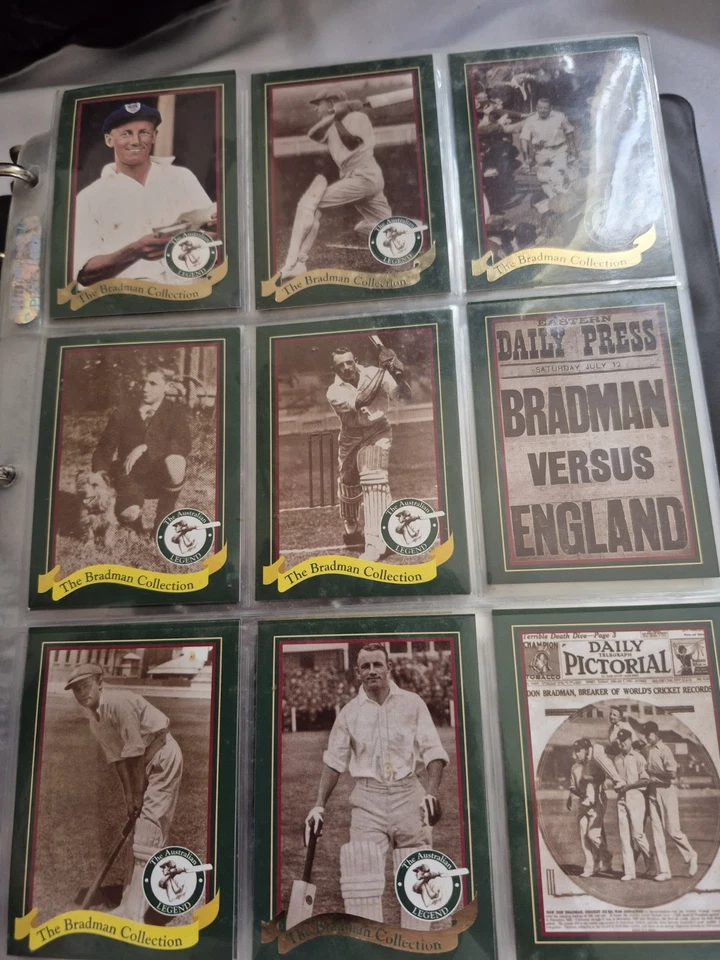 The Australian
LEGEND
The Bradman Collection
The Australian
LEGEND
The Bradman Collection
The Bradman Collection
The Australian
LEGEND
The Bradman Collection
The Australian
LEGEND
The Bradman Collection
EASTERN
DAILY PRESS
SATURDAY JULY 12
BRADMAN
VERSUS
ENGLAND
The Australian
LEGEND
The Bradman Collection
The Australian
LEGEND
The Bradman Collection
Terrible Death Dive—Page 3
CHAMPION
TOBACCO
DAILY
TELEGRAPH
PICTORIAL
DON BRADMAN, BREAKER OF WORLD'S CRICKET RECORDS